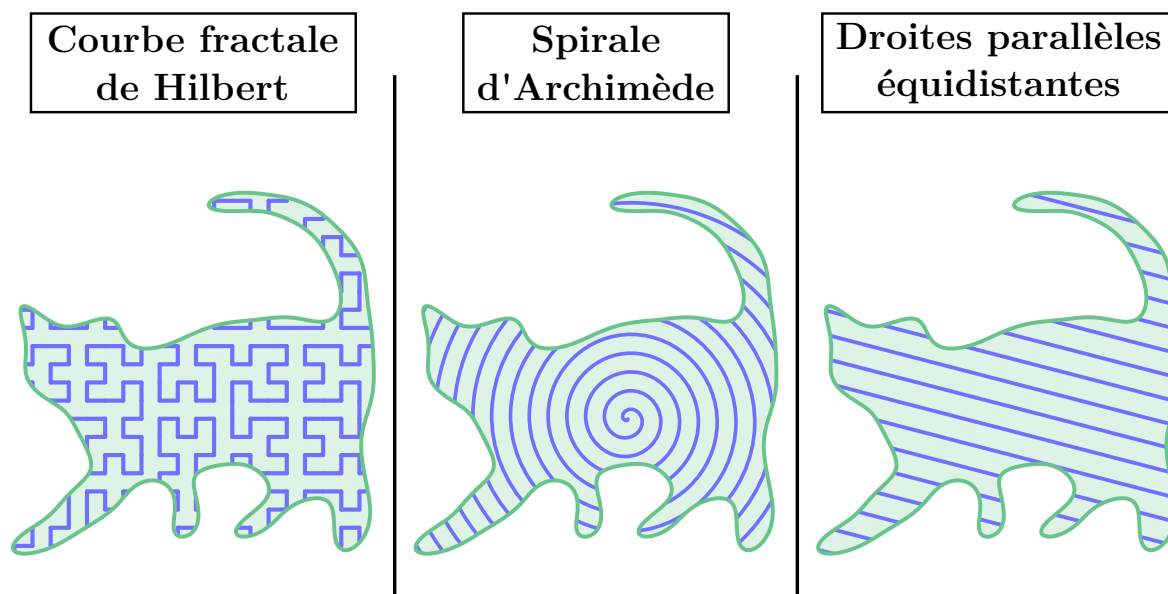 Courbe fractale
de Hilbert
Spirale
d'Archimède
Droites parallèles
équidistantes